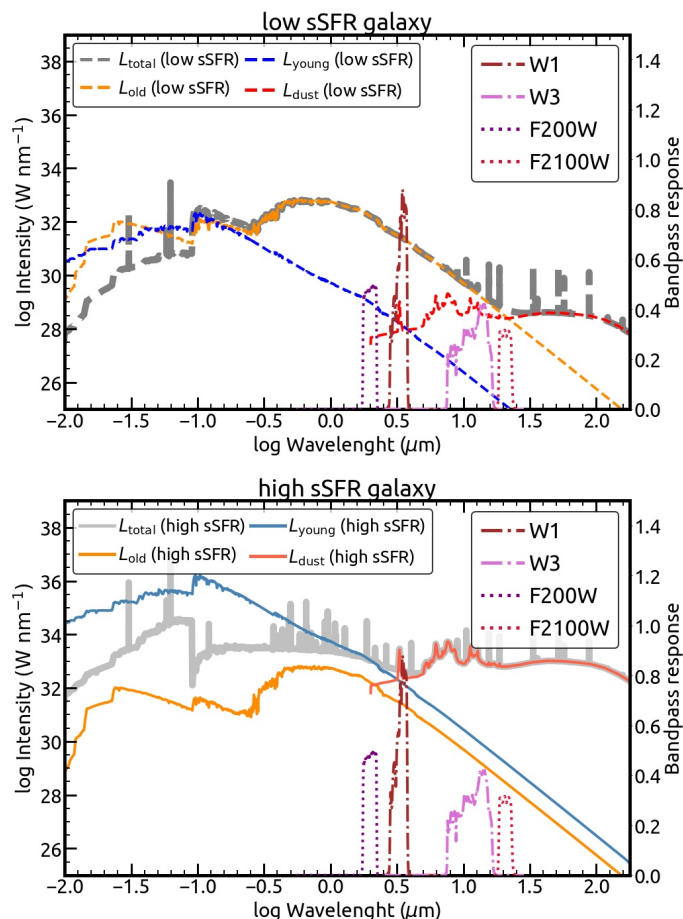 low sSFR galaxy
L_total (low sSFR) L_young (low sSFR)
L_old (low sSFR) L_dust (low sSFR)
W1
W3
F200W
F2100W
38
36
34
32
30
28
26
log Intensity (W nm⁻¹)
1.4
1.2
1.0
0.8
0.6
0.4
0.2
0.0
Bandpass response
−2.0 −1.5 −1.0 −0.5 0.0 0.5 1.0 1.5 2.0
log Wavelenght (μm)
high sSFR galaxy
L_total (high sSFR) L_young (high sSFR)
L_old (high sSFR) L_dust (high sSFR)
W1
W3
F200W
F2100W
38
36
34
32
30
28
26
log Intensity (W nm⁻¹)
1.4
1.2
1.0
0.8
0.6
0.4
0.2
0.0
Bandpass response
−2.0 −1.5 −1.0 −0.5 0.0 0.5 1.0 1.5 2.0
log Wavelenght (μm)